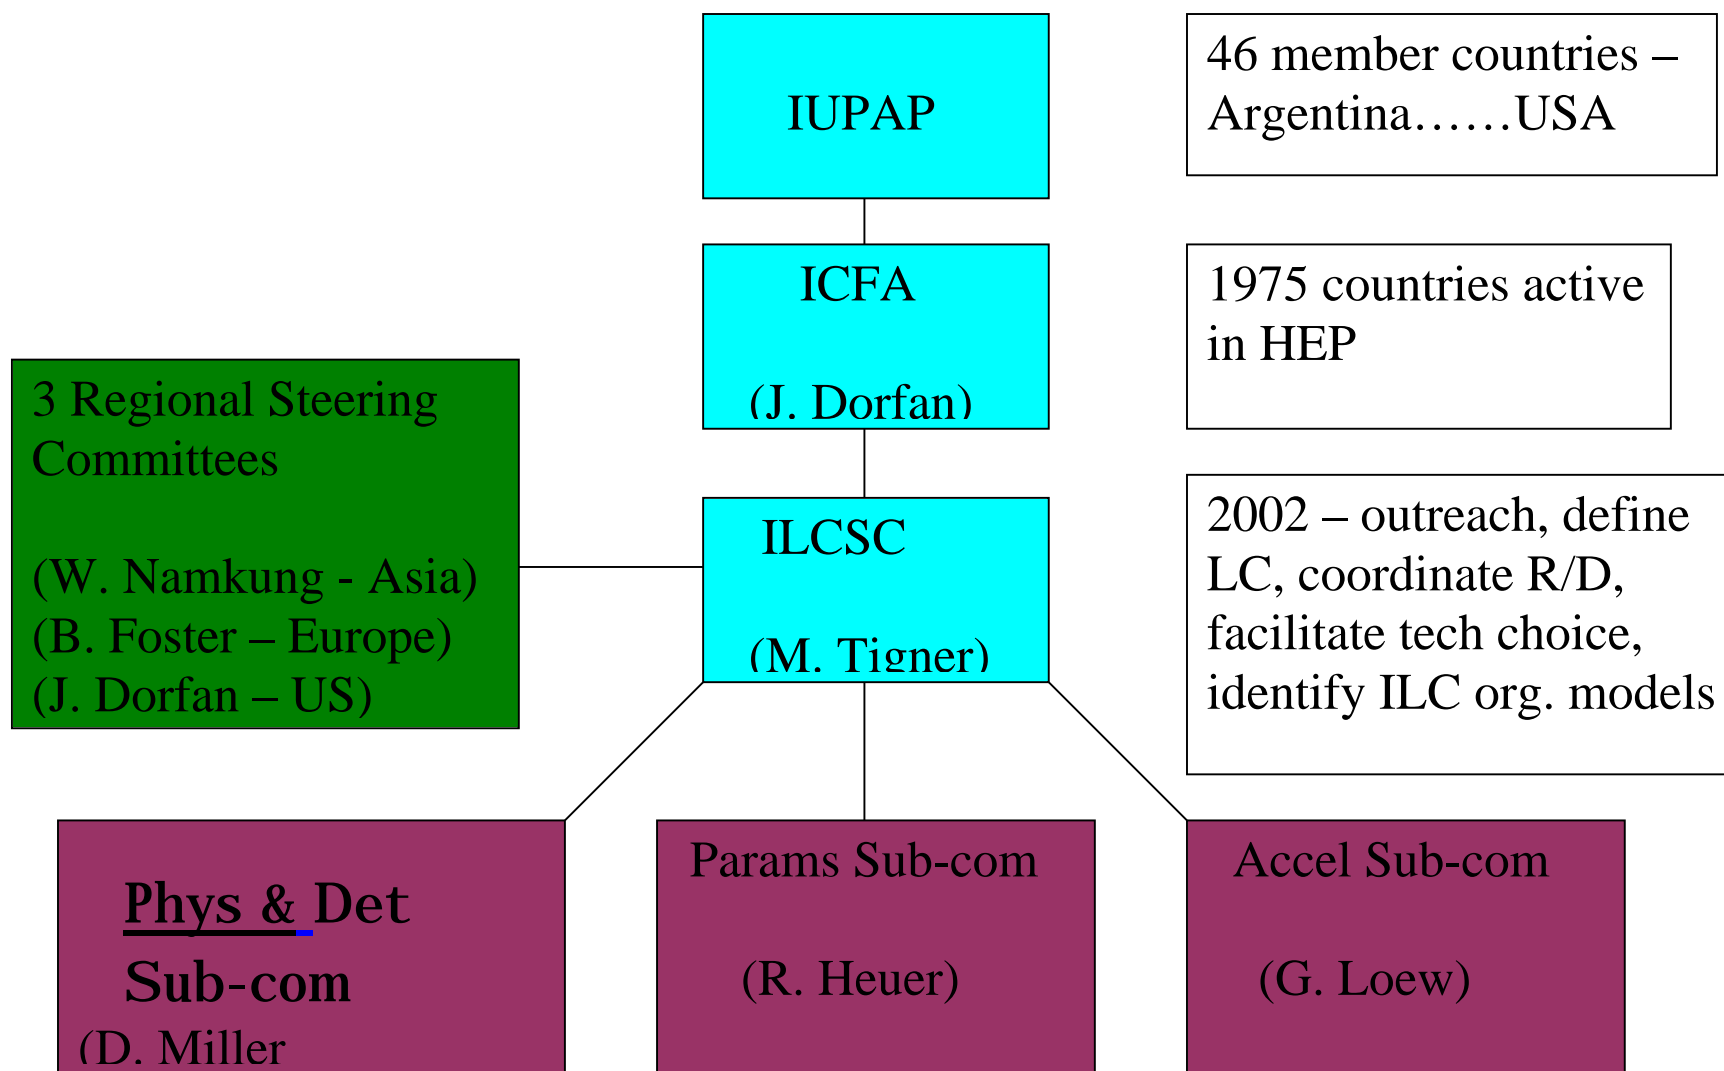 IUPAP
46 member countries –
Argentina……USA
ICFA
(J. Dorfan)
1975 countries active
in HEP
3 Regional Steering
Committees
(W. Namkung - Asia)
(B. Foster – Europe)
(J. Dorfan – US)
ILCSC
(M. Tigner)
2002 – outreach, define
LC, coordinate R/D,
facilitate tech choice,
identify ILC org. models
Phys & Det
Sub-com
(D. Miller
Params Sub-com
(R. Heuer)
Accel Sub-com
(G. Loew)